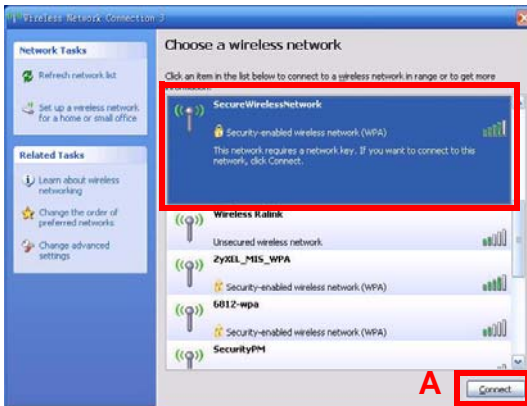 Wireless Network Connection 3
Network Tasks
Refresh network list
Set up a wireless network
for a home or small office
Related Tasks
Learn about wireless
networking
Change the order of
preferred networks
Change advanced
settings
Choose a wireless network
Click an item in the list below to connect to a wireless network in range or to get more
information.
SecureWirelessNetwork
Security-enabled wireless network (WPA)
This network requires a network key. If you want to connect to this
network, click Connect.
Wireless Ralink
Unsecured wireless network
ZyXEL_MIS_WPA
Security-enabled wireless network (WPA)
6812-wpa
Security-enabled wireless network (WPA)
SecurityPM
A
Connect